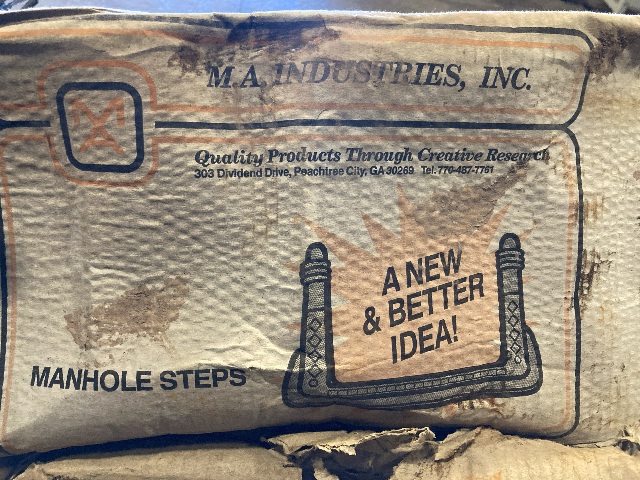 M.A. INDUSTRIES, INC.
Quality Products Through Creative Research
303 Dividend Drive, Peachtree City, GA 30269 Tel. 770-487-7761
A NEW
& BETTER
IDEA!
MANHOLE STEPS